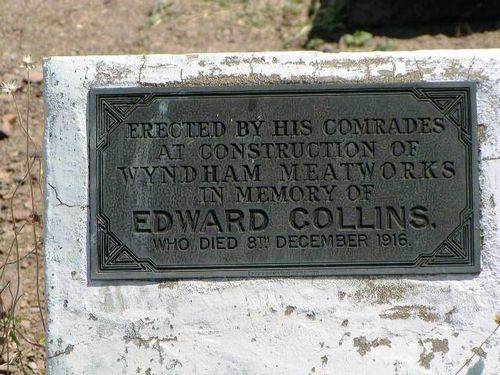 ERECTED BY HIS COMRADES
AT CONSTRUCTION OF
WYNDHAM MEATWORKS
IN MEMORY OF
EDWARD COLLINS.
WHO DIED 8TH DECEMBER 1916.